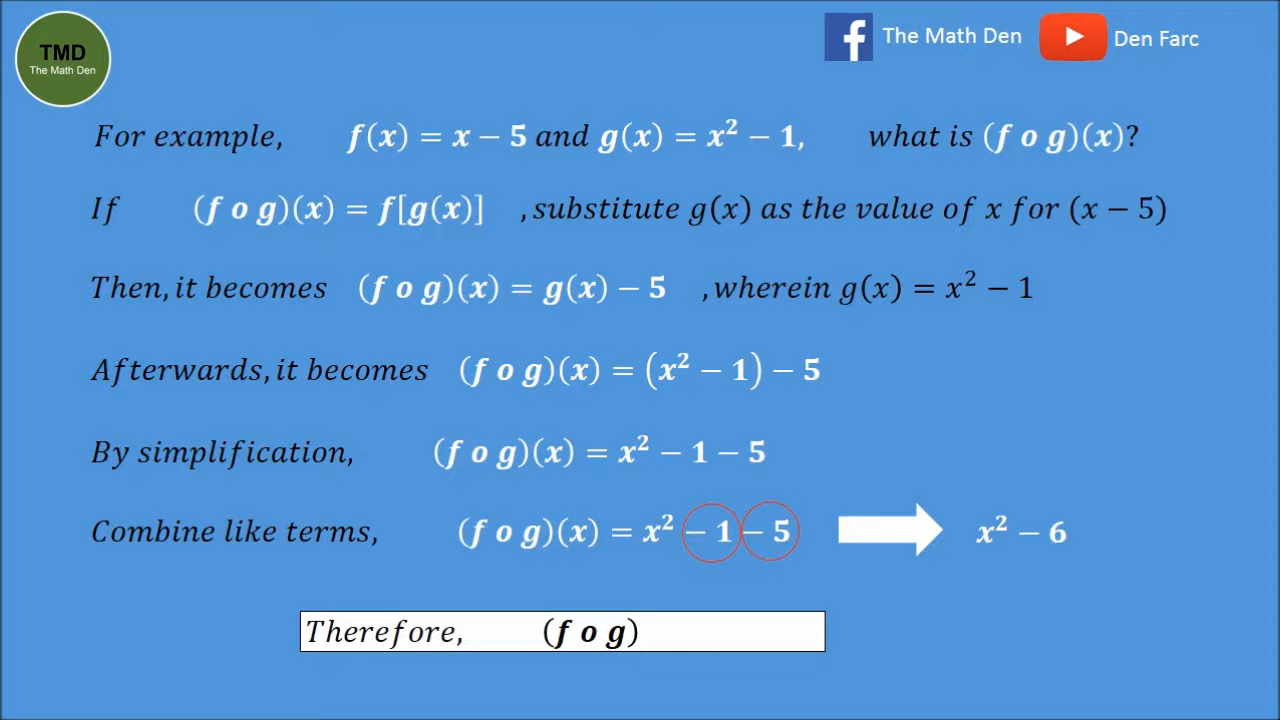 TMD
The Math Den
The Math Den
Den Farc
For example, f(x) = x − 5 and g(x) = x² − 1, what is (f o g)(x)?
If (f o g)(x) = f[g(x)] , substitute g(x) as the value of x for (x − 5)
Then, it becomes (f o g)(x) = g(x) − 5 , wherein g(x) = x² − 1
Afterwards, it becomes (f o g)(x) = (x² − 1) − 5
By simplification, (f o g)(x) = x² − 1 − 5
Combine like terms, (f o g)(x) = x² − 1 − 5 x² − 6
Therefore, (f o g)